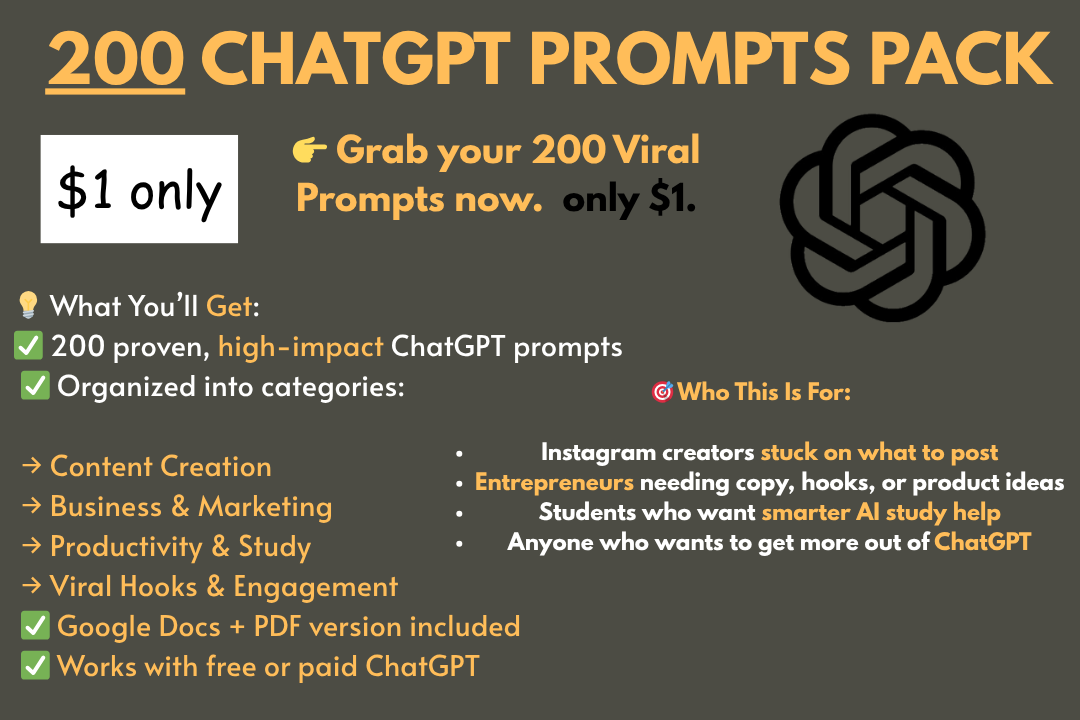 200 CHATGPT PROMPTS PACK
$1 only
👉 Grab your 200 Viral
Prompts now. only $1.
💡 What You’ll Get:
✅ 200 proven, high-impact ChatGPT prompts
✅ Organized into categories:
→ Content Creation
→ Business & Marketing
→ Productivity & Study
→ Viral Hooks & Engagement
✅ Google Docs + PDF version included
✅ Works with free or paid ChatGPT
🎯Who This Is For:
• Instagram creators stuck on what to post
• Entrepreneurs needing copy, hooks, or product ideas
• Students who want smarter AI study help
• Anyone who wants to get more out of ChatGPT